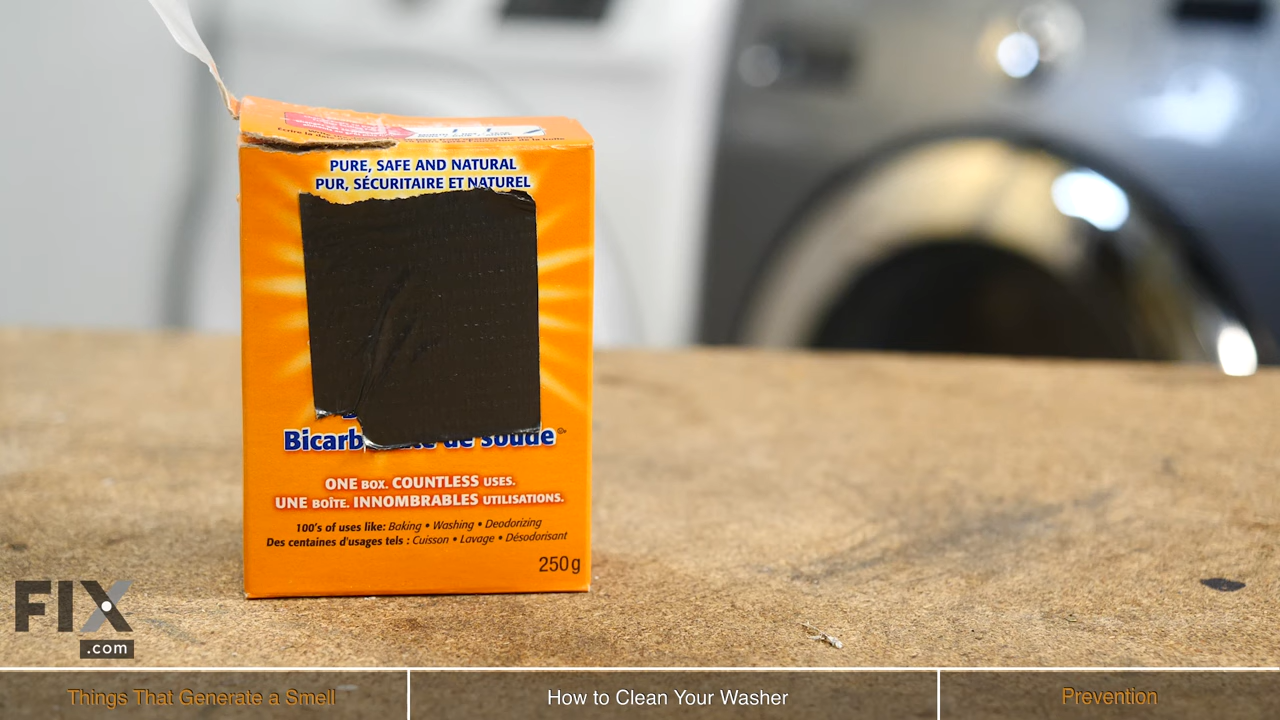 PURE, SAFE AND NATURAL
PUR, SÉCURITAIRE ET NATUREL
de soude
ONE BOX. COUNTLESS USES.
UNE BOÎTE. INNOMBRABLES UTILISATIONS.
100's of uses like: Baking • Washing • Deodorizing
Des centaines d'usages tels : Cuisson • Lavage • Désodorisant
250g
FIX
.com
Things That Generate a Smell
How to Clean Your Washer
Prevention